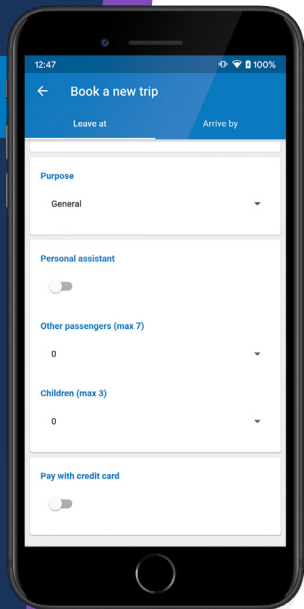 12:47
100%
Book a new trip
Leave at
Arrive by
Purpose
General
Personal assistant
Other passengers (max 7)
0
Children (max 3)
0
Pay with credit card